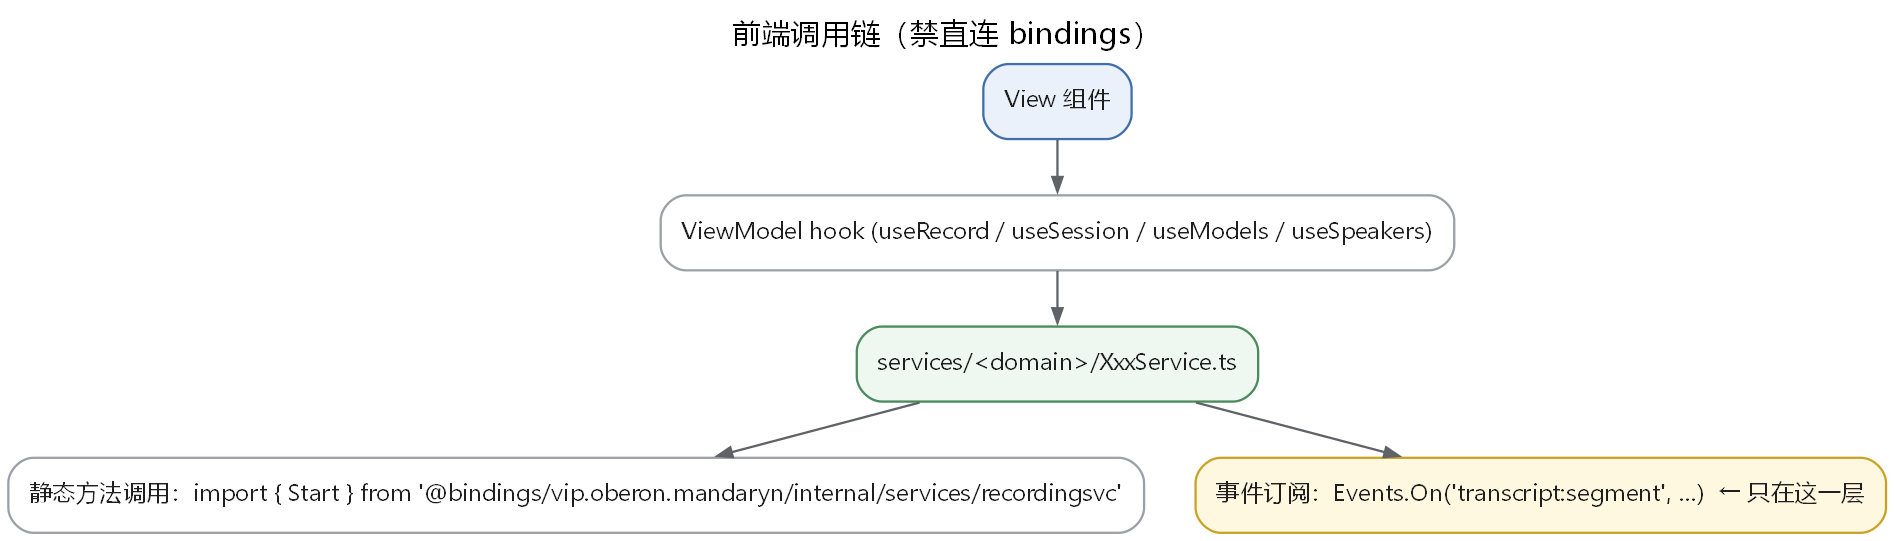 前端调用链（禁直连 bindings）
View 组件
ViewModel hook (useRecord / useSession / useModels / useSpeakers)
services/<domain>/XxxService.ts
静态方法调用：import { Start } from '@bindings/vip.oberon.mandaryn/internal/services/recordingsvc'
事件订阅：Events.On('transcript:segment', ...) ← 只在这一层